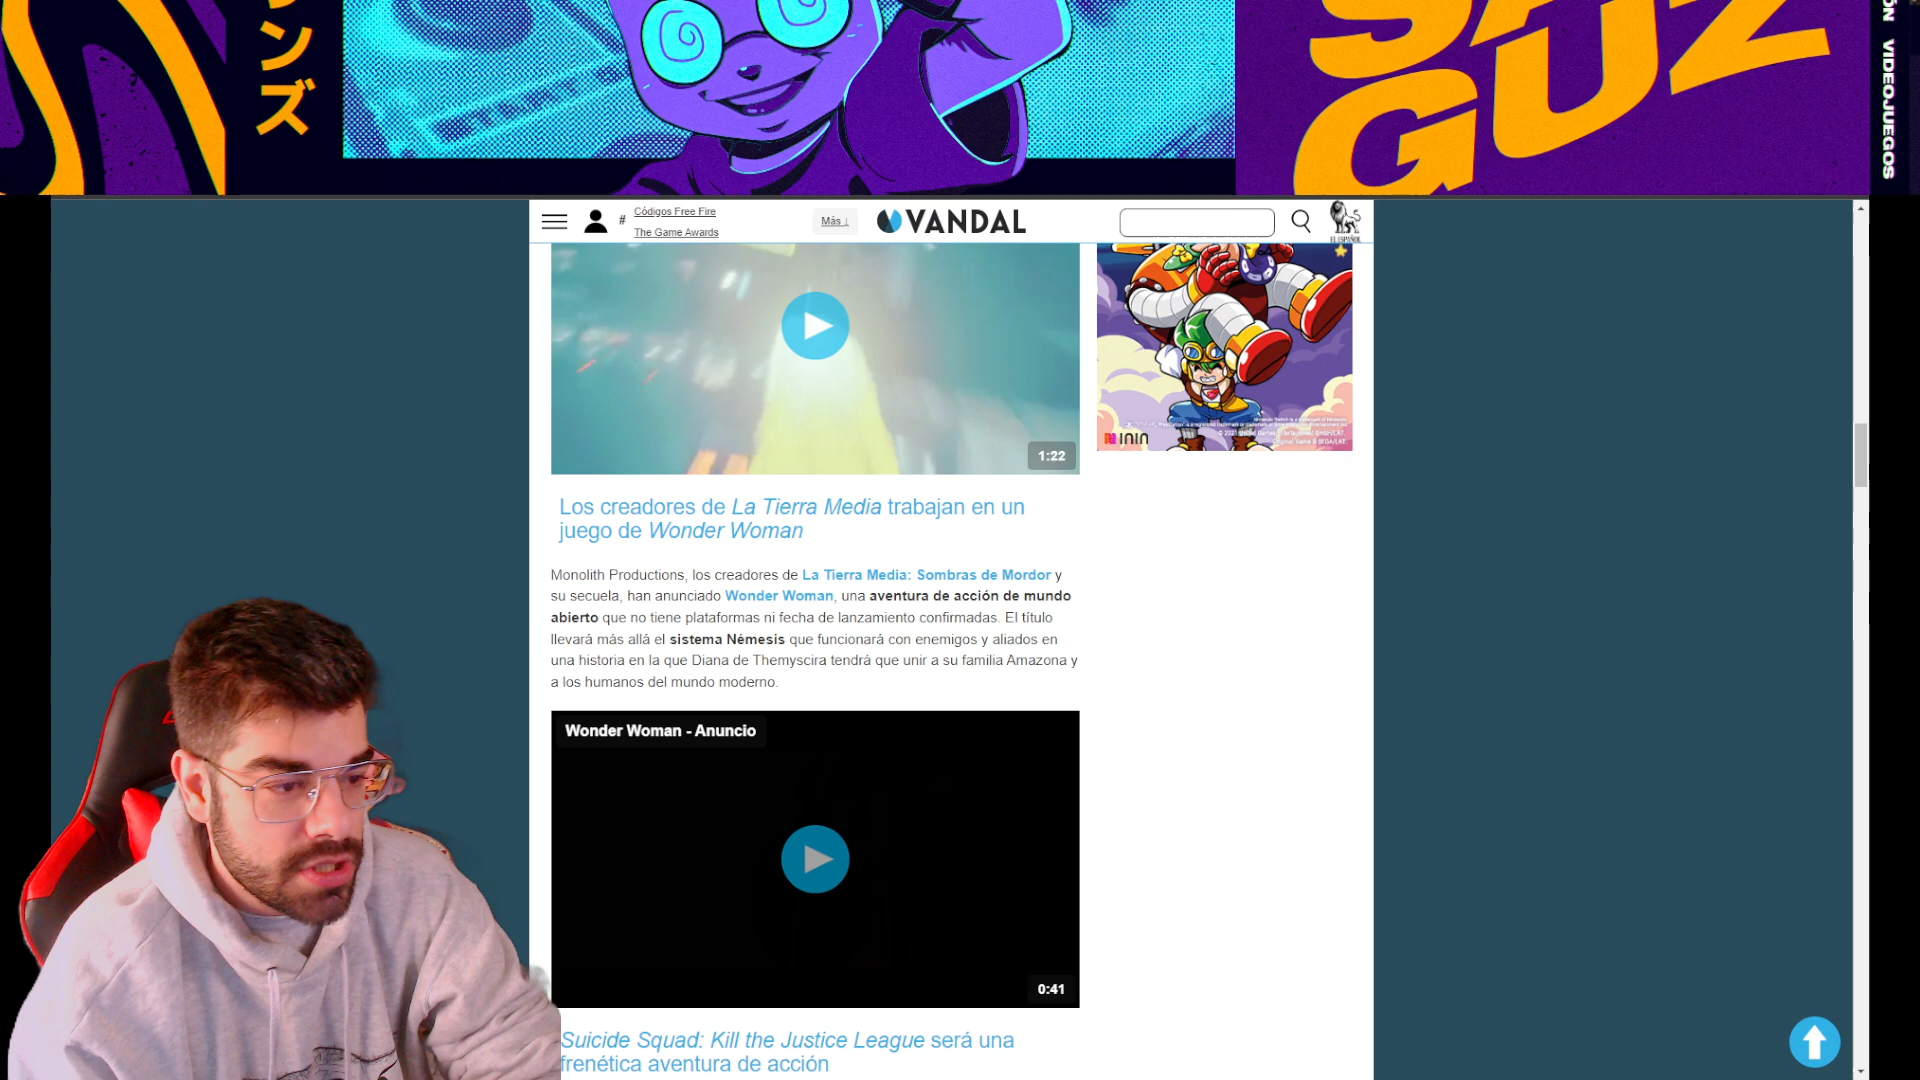 ンズ
SA
GUZ
ÓN VIDEOJUEGOS
#
Códigos Free Fire
The Game Awards
Más ↓
VANDAL
EL ESPAÑOL
1:22
ININ
Los creadores de La Tierra Media trabajan en un
juego de Wonder Woman
Monolith Productions, los creadores de La Tierra Media: Sombras de Mordor y
su secuela, han anunciado Wonder Woman, una aventura de acción de mundo
abierto que no tiene plataformas ni fecha de lanzamiento confirmadas. El título
llevará más allá el sistema Némesis que funcionará con enemigos y aliados en
una historia en la que Diana de Themyscira tendrá que unir a su familia Amazona y
a los humanos del mundo moderno.
Wonder Woman - Anuncio
0:41
Suicide Squad: Kill the Justice League será una
frenética aventura de acción